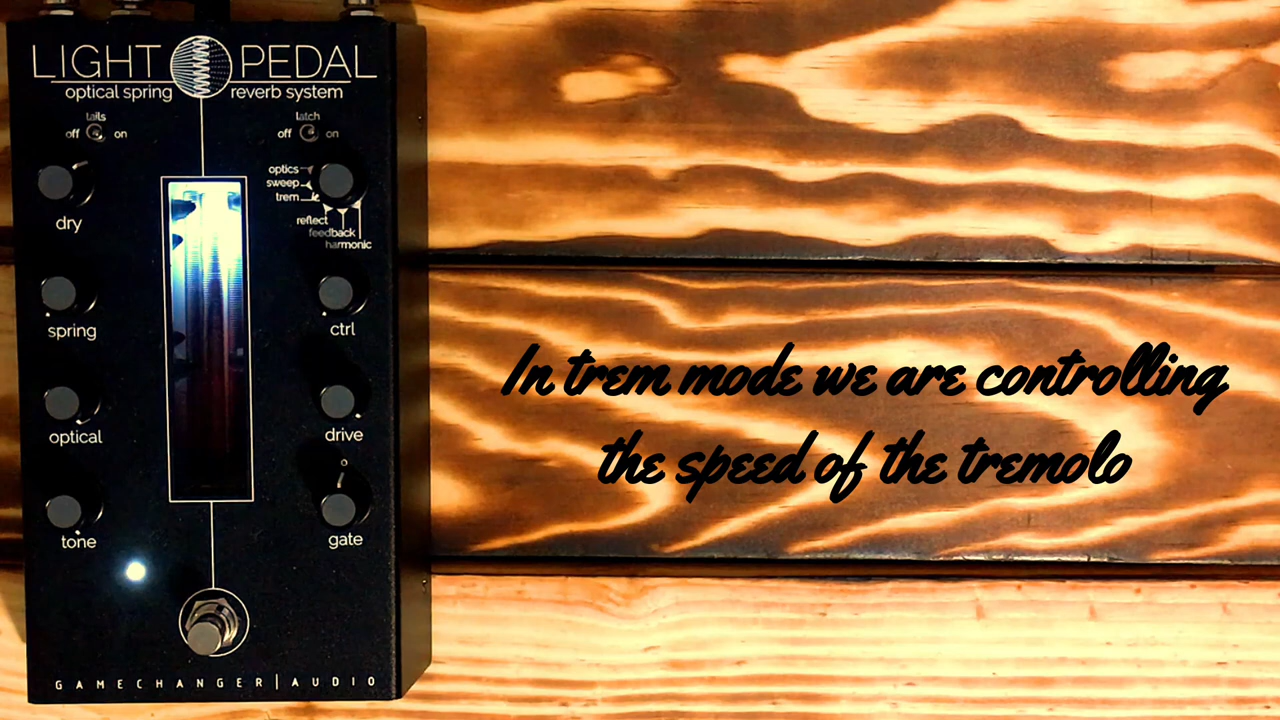 LIGHT PEDAL
optical spring reverb system
tails
off on
latch
off on
optics
sweep
trem
reflect
feedback
harmonic
dry
spring
ctrl
optical
drive
tone
gate
GAMECHANGER|AUDIO
In trem mode we are controlling
the speed of the tremolo